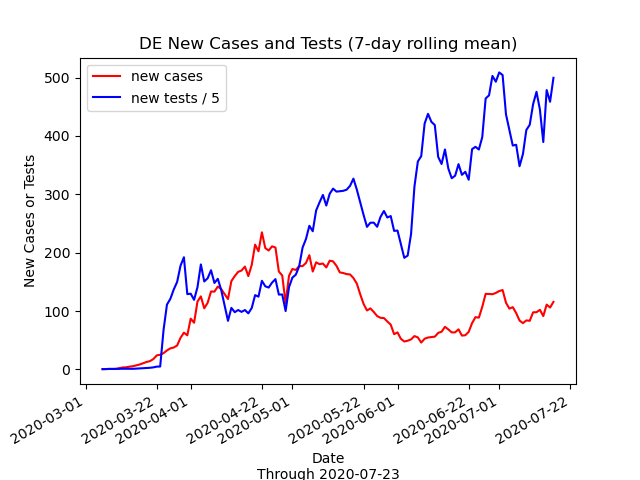 DE New Cases and Tests (7-day rolling mean)
new cases
new tests / 5
New Cases or Tests
500
400
300
200
100
0
2020-03-01
2020-03-22
2020-04-01
2020-04-22
2020-05-01
2020-05-22
2020-06-01
2020-06-22
2020-07-01
2020-07-22
Date
Through 2020-07-23